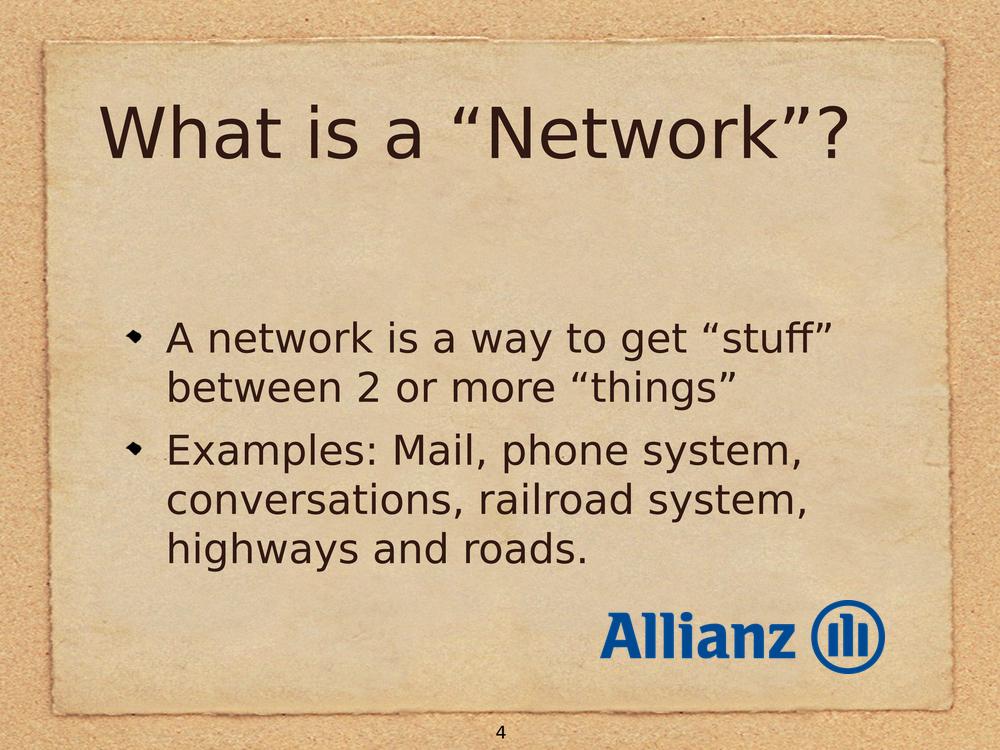 What is a “Network”?
A network is a way to get “stuff”
between 2 or more “things”
Examples: Mail, phone system,
conversations, railroad system,
highways and roads.
Allianz
4